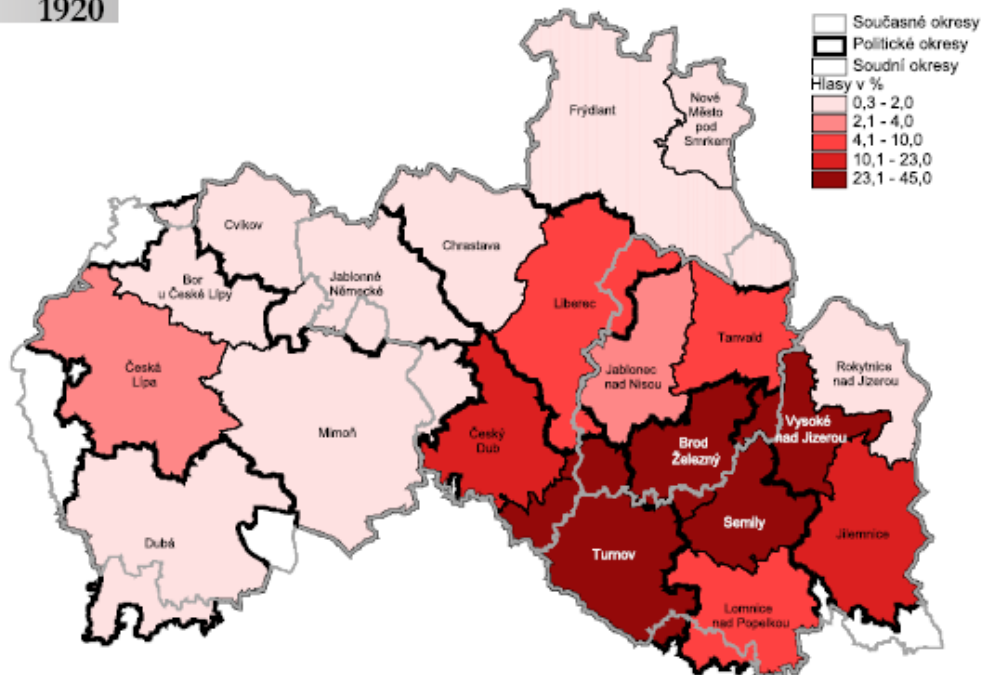 1920
Současné okresy
Politické okresy
Soudní okresy
Hlasy v %
0,3 - 2,0
2,1 - 4,0
4,1 - 10,0
10,1 - 23,0
23,1 - 45,0
Frýdlant
Nové
Město
pod
Smrkem
Cvikov
Chrastava
Bor
u České Lípy
Jablonné
Německé
Liberec
Tanvald
Česká
Lípa
Jablonec
nad Nisou
Rokytnice
nad Jizerou
Mimoň
Český
Dub
Brod
Železný
Vysoké
nad Jizerou
Dubá
Turnov
Semily
Jilemnice
Lomnice
nad Popelkou